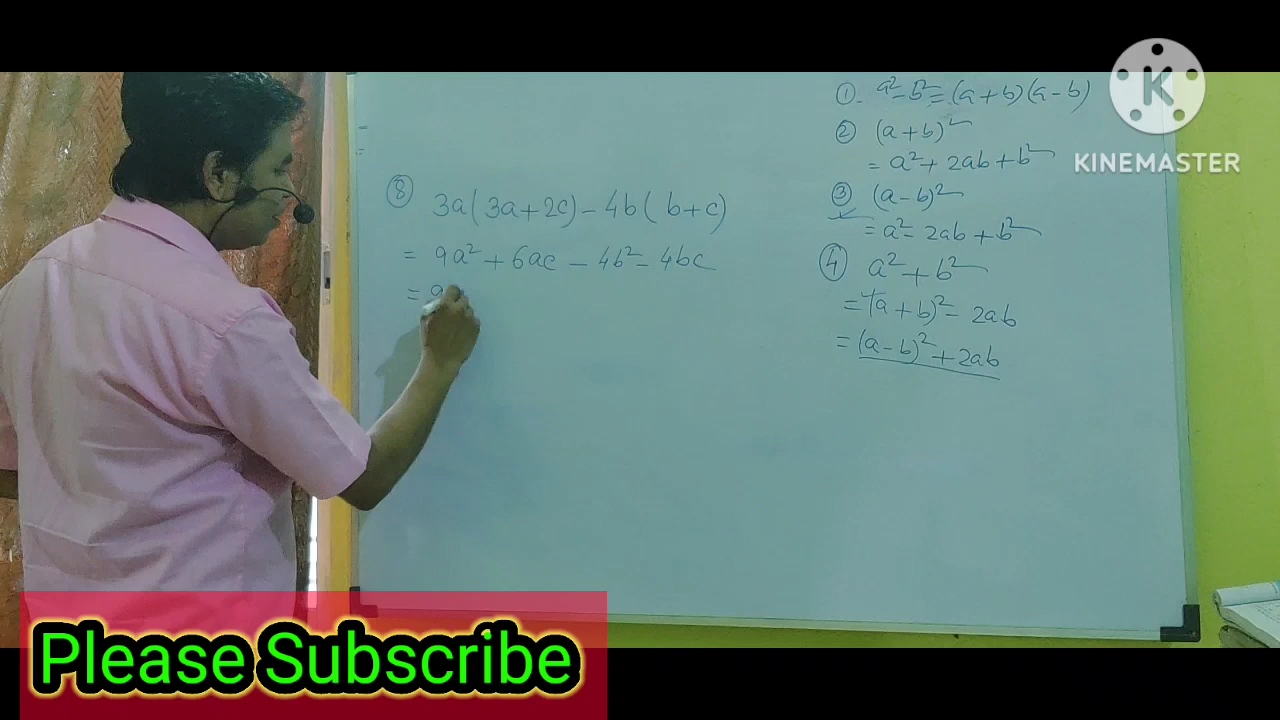 ⑧ 3a(3a+2c) - 4b(b+c)
= 9a² + 6ac - 4b² - 4bc
= 9
①. a² - b² = (a+b)(a-b)
② (a+b)²
= a² + 2ab + b²
③ (a-b)²
= a² - 2ab + b²
④ a² + b²
= (a+b)² - 2ab
= (a-b)² + 2ab
K
KINEMASTER
Please Subscribe